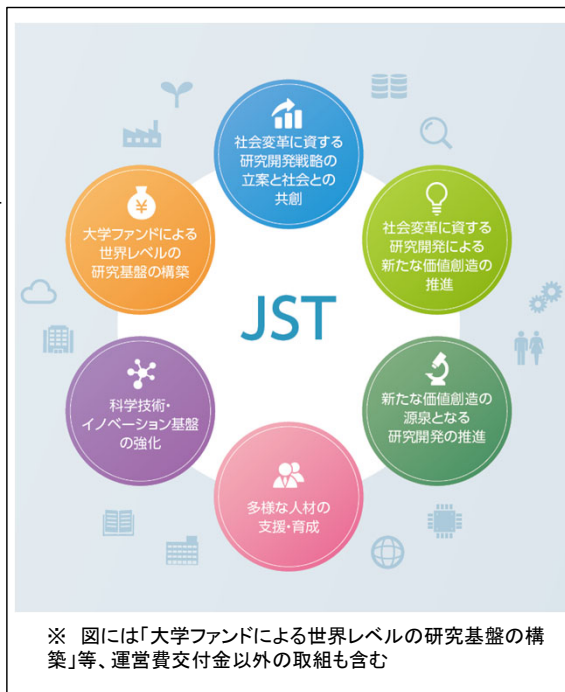 社会変革に資する
研究開発戦略の
立案と社会との
共創
社会変革に資する
研究開発による
新たな価値創造の
推進
新たな価値創造の
源泉となる
研究開発の推進
多様な人材の
支援・育成
科学技術・
イノベーション基盤
の強化
¥
大学ファンドによる
世界レベルの
研究基盤の構築
JST
※ 図には「大学ファンドによる世界レベルの研究基盤の構
築」等、運営費交付金以外の取組も含む